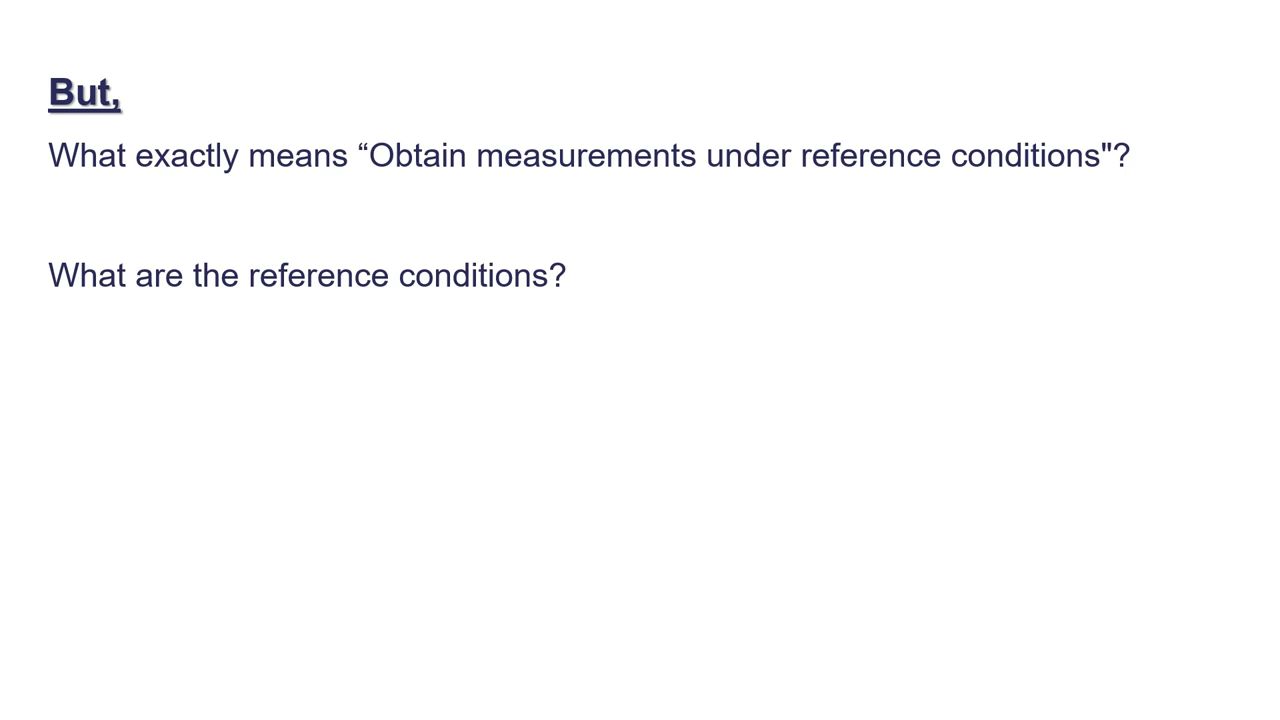 But,
What exactly means “Obtain measurements under reference conditions"?
What are the reference conditions?